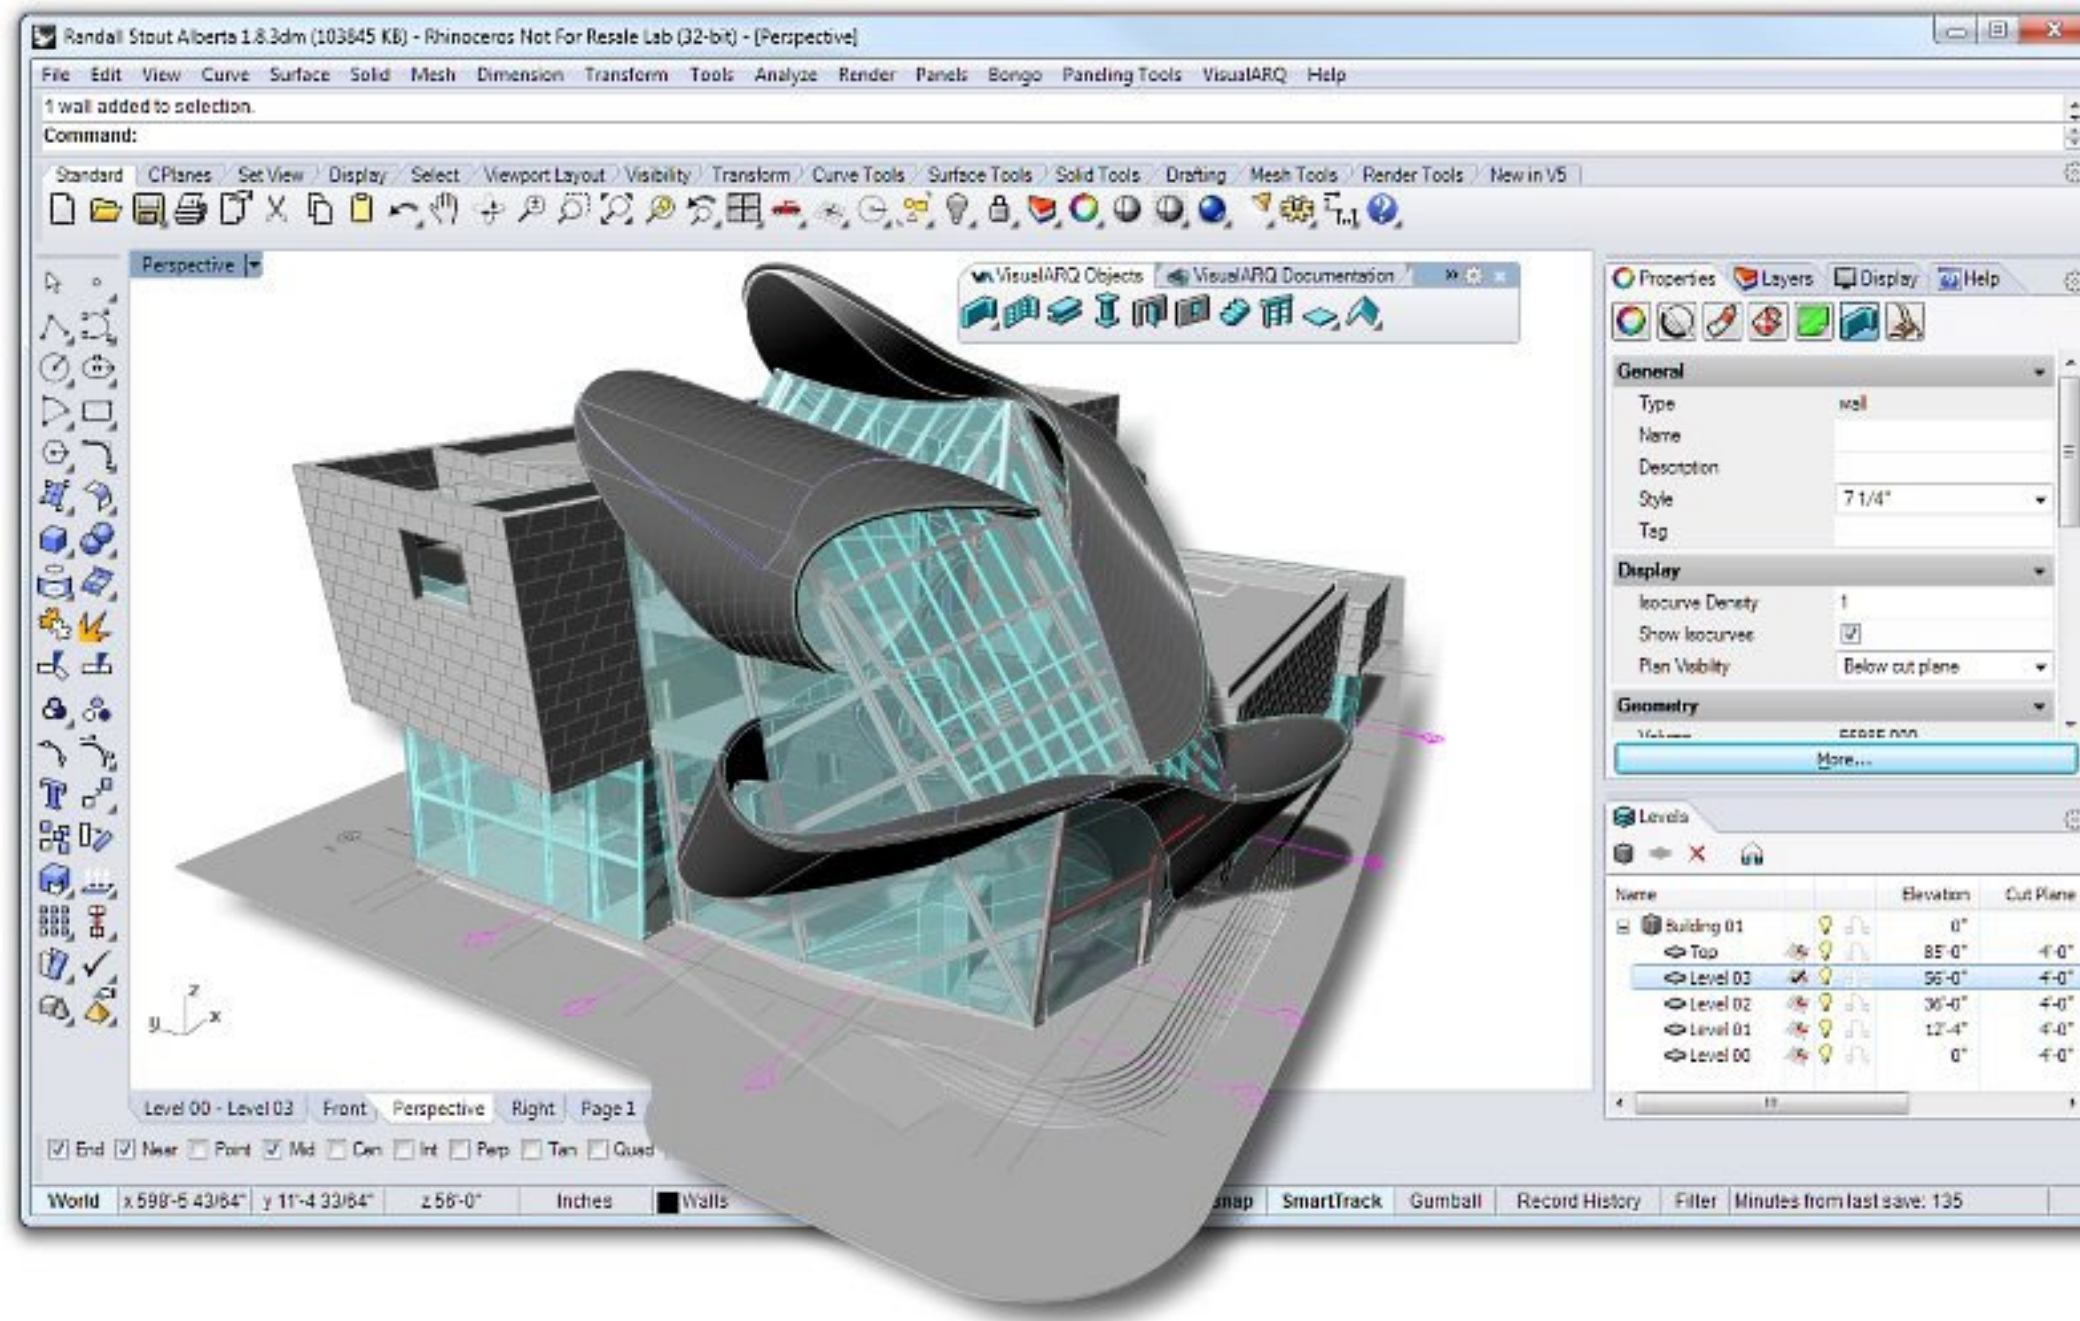 Randall Stout Alberta 1.8.3dm (103845 KB) - Rhinoceros Not For Resale Lab (32-bit) - [Perspective]
File Edit View Curve Surface Solid Mesh Dimension Transform Tools Analyze Render Panels Bongo Paneling Tools VisualARQ Help
1 wall added to selection.
Command:
Standard CPlanes Set View Display Select Viewport Layout Visibility Transform Curve Tools Surface Tools Solid Tools Drafting Mesh Tools Render Tools New in V5
Perspective
VisualARQ Objects VisualARQ Documentation
Properties Layers Display Help
General
Type wall
Name
Description
Style 7 1/4"
Tag
Display
Isocurve Density 1
Show Isocurves
Plan Visibility Below cut plane
Geometry
More...
Levels
Name Elevation Cut Plane
Building 01 0"
Top 85'-0" 4'-0"
Level 03 56'-0" 4'-0"
Level 02 36'-0" 4'-0"
Level 01 12'-4" 4'-0"
Level 00 0" 4'-0"
z
y x
Level 00 - Level 03 Front Perspective Right Page 1
End Near Point Mid Cen Int Perp Tan Quad
World x 598'-5 43/64" y 11'-4 33/64" z 56'-0" Inches Walls snap SmartTrack Gumball Record History Filter Minutes from last save: 135